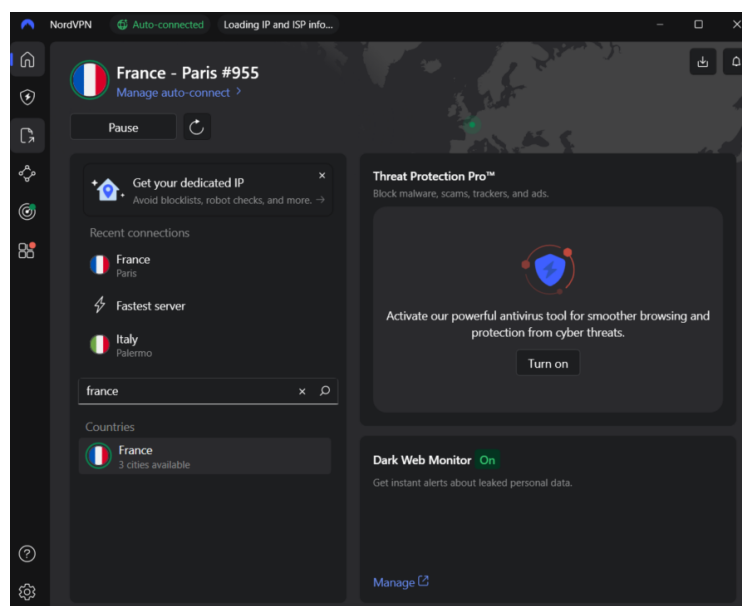 NordVPN
Auto-connected
Loading IP and ISP info...
France - Paris #955
Manage auto-connect
Pause
Get your dedicated IP
Avoid blocklists, robot checks, and more.
Recent connections
France
Paris
Fastest server
Italy
Palermo
france
Countries
France
3 cities available
Threat Protection Pro™
Block malware, scams, trackers, and ads.
Activate our powerful antivirus tool for smoother browsing and
protection from cyber threats.
Turn on
Dark Web Monitor On
Get instant alerts about leaked personal data.
Manage